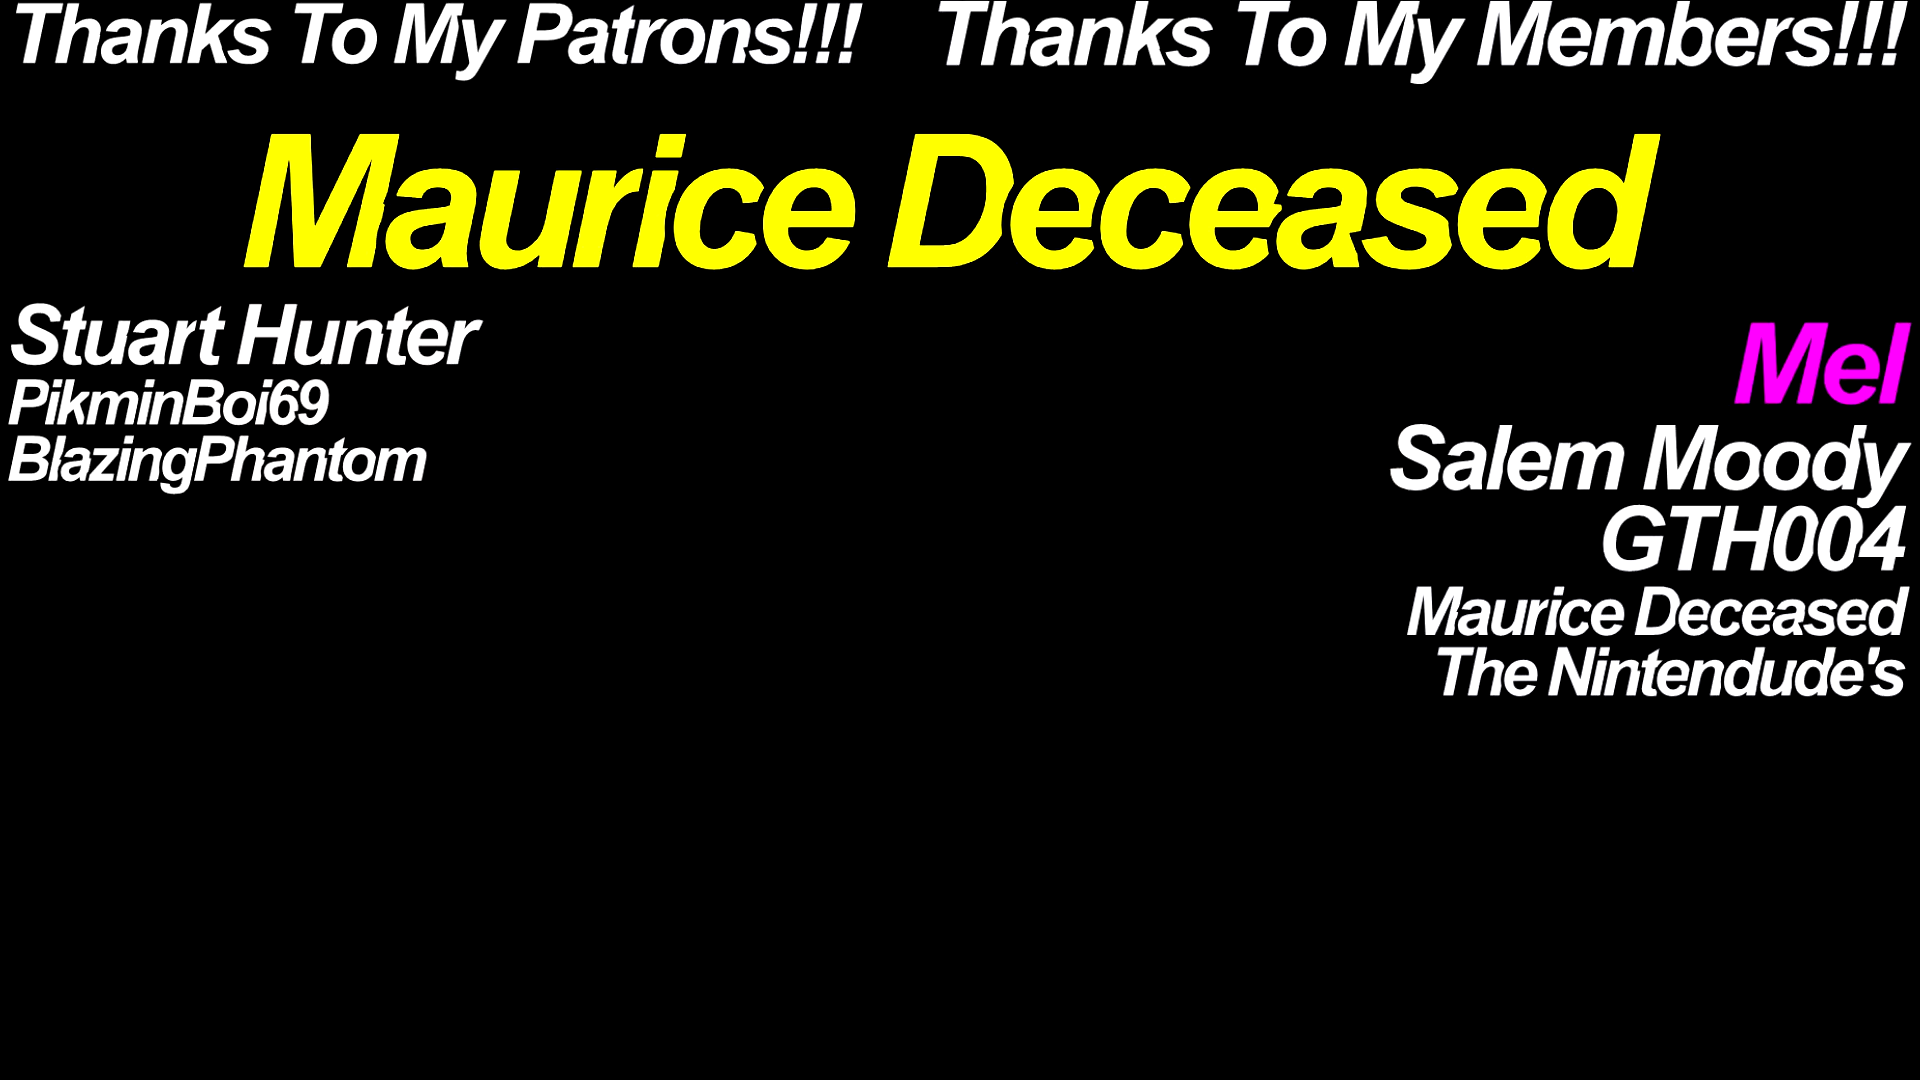 Thanks To My Patrons!!!
Thanks To My Members!!!
Maurice Deceased
Stuart Hunter
PikminBoi69
BlazingPhantom
Mel
Salem Moody
GTH004
Maurice Deceased
The Nintendude's